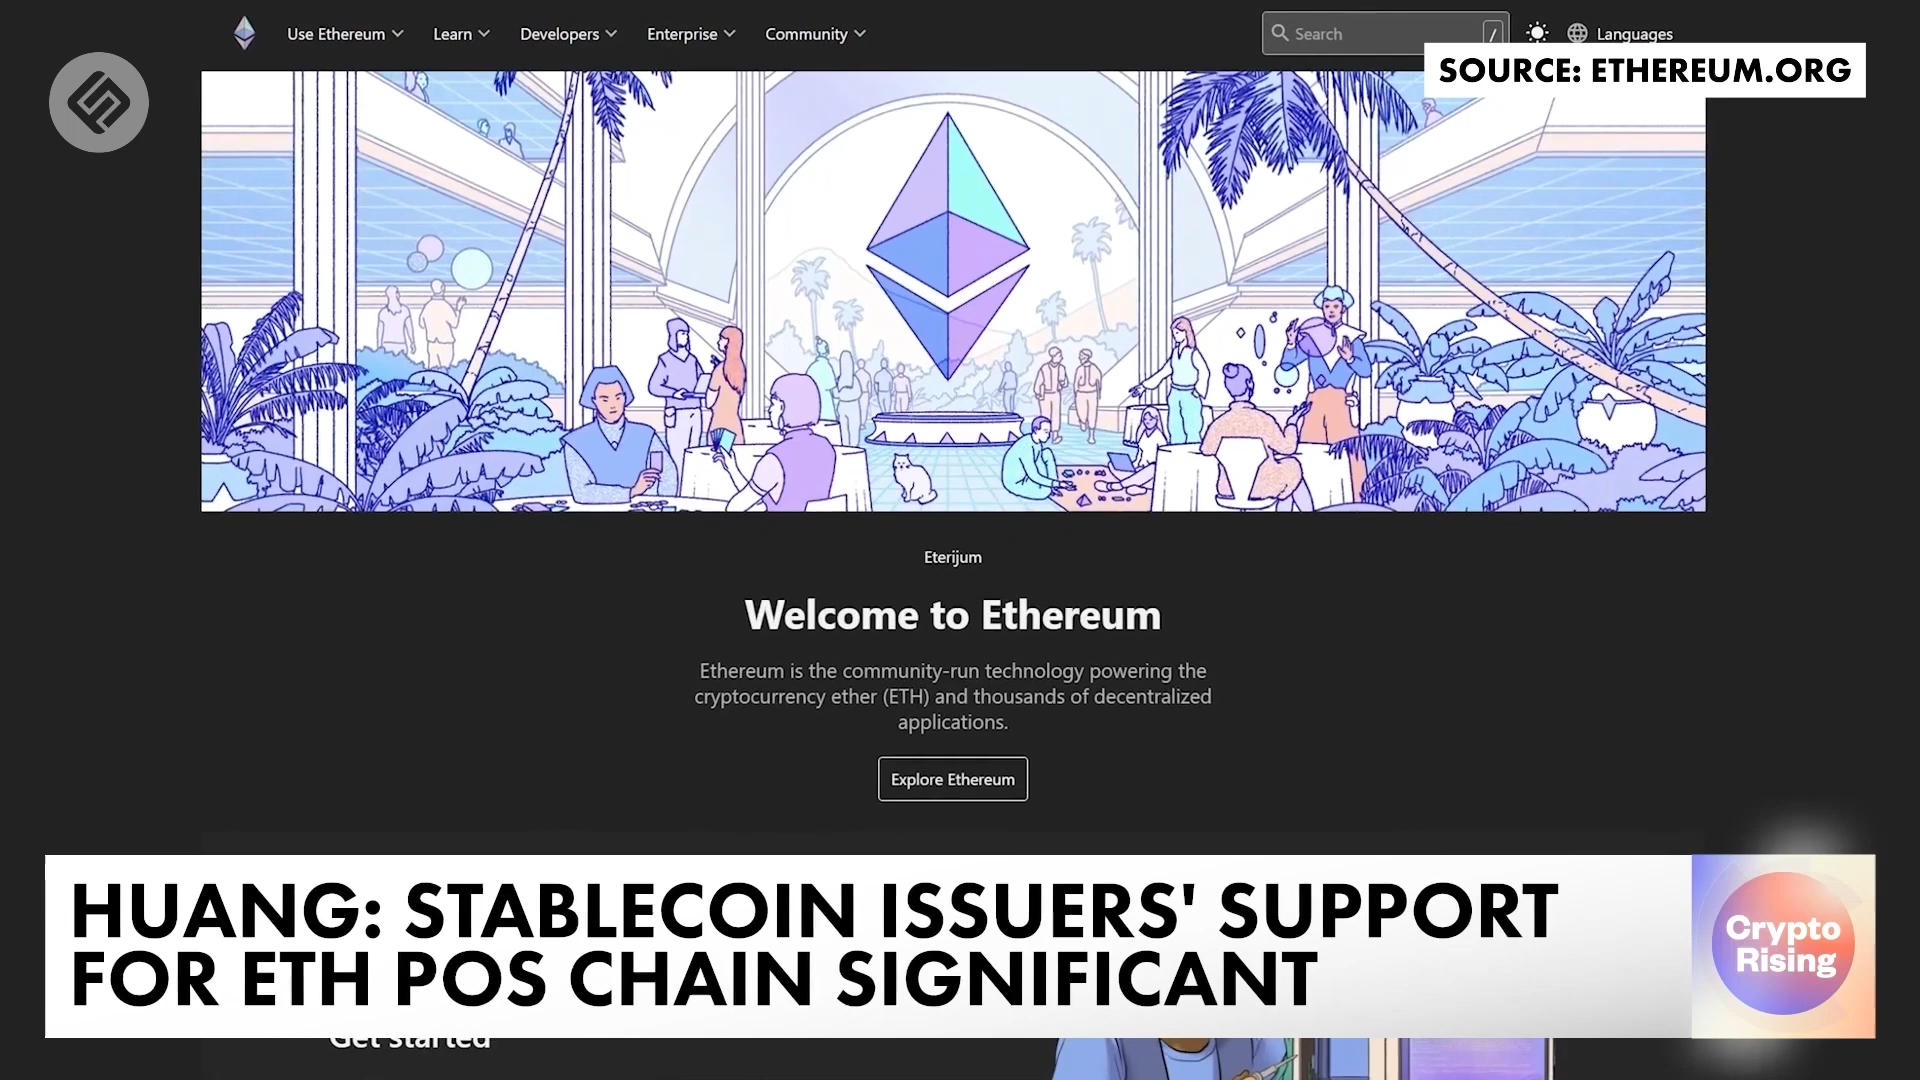 Use Ethereum Learn Developers Enterprise Community Search / Languages
SOURCE: ETHEREUM.ORG
Eterijum
Welcome to Ethereum
Ethereum is the community-run technology powering the
cryptocurrency ether (ETH) and thousands of decentralized
applications.
Explore Ethereum
HUANG: STABLECOIN ISSUERS' SUPPORT
FOR ETH POS CHAIN SIGNIFICANT
Crypto
Rising
Get started